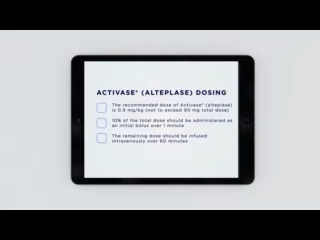 ACTIVASE® (ALTEPLASE) DOSING
The recommended dose of Activase® (alteplase)
is 0.9 mg/kg (not to exceed 90 mg total dose)
10% of the total dose should be administered as
an initial bolus over 1 minute
The remaining dose should be infused
intravenously over 60 minutes